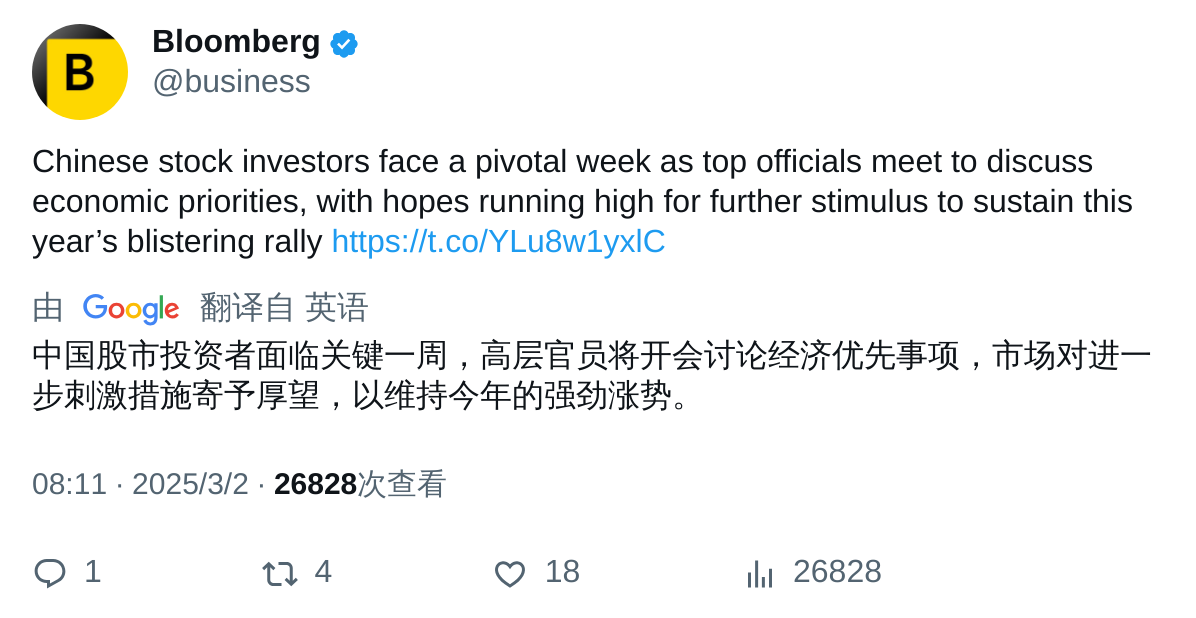 B
Bloomberg
@business
Chinese stock investors face a pivotal week as top officials meet to discuss
economic priorities, with hopes running high for further stimulus to sustain this
year’s blistering rally https://t.co/YLu8w1yxlC
由 Google 翻译自 英语
中国股市投资者面临关键一周，高层官员将开会讨论经济优先事项，市场对进一
步刺激措施寄予厚望，以维持今年的强劲涨势。
08:11 · 2025/3/2 · 26828次查看
1 4 18 26828